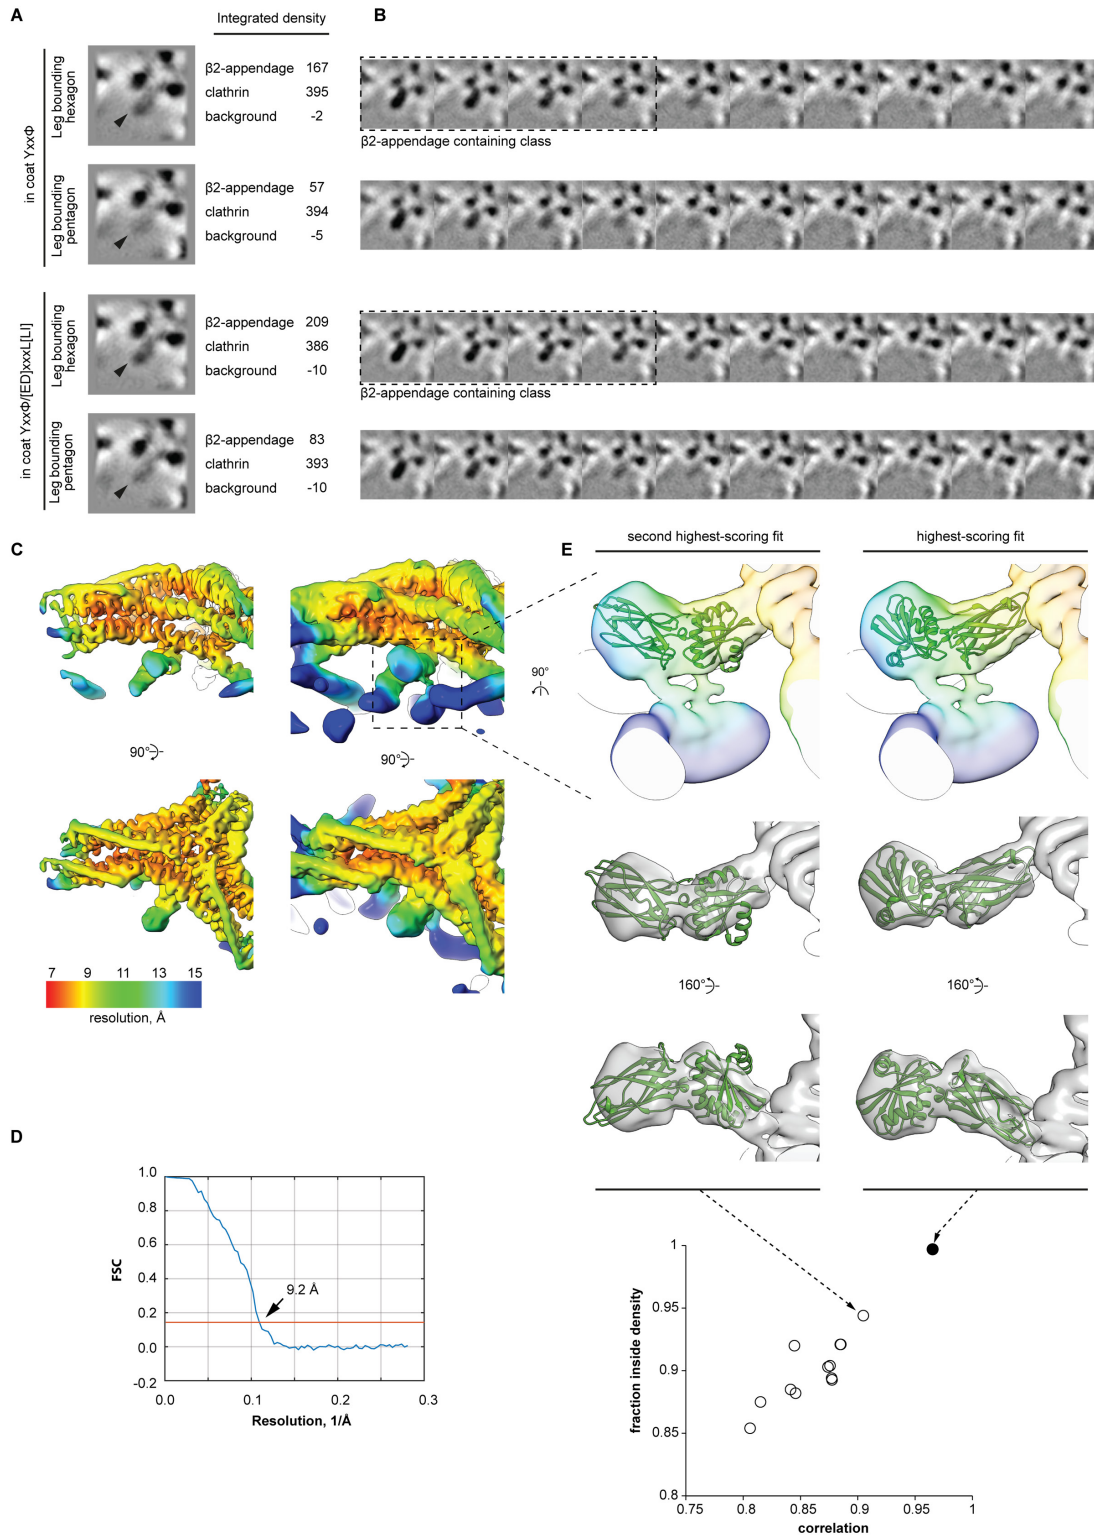 A
Integrated density
B
in coat YxxΦ
Leg bounding
hexagon
β2-appendage 167
clathrin 395
background -2
β2-appendage containing class
Leg bounding
pentagon
β2-appendage 57
clathrin 394
background -5
in coat YxxΦ/[ED]xxxL[LI]
Leg bounding
hexagon
β2-appendage 209
clathrin 386
background -10
β2-appendage containing class
Leg bounding
pentagon
β2-appendage 83
clathrin 393
background -10
C
90°
90°
7 9 11 13 15
resolution, Å
D
1.0
0.8
0.6
0.4
0.2
0.0
-0.2
FSC
9.2 Å
0.0 0.1 0.2 0.3
Resolution, 1/Å
E
second highest-scoring fit
highest-scoring fit
90°
160°
160°
1
0.95
0.9
0.85
0.8
fraction inside density
0.75 0.8 0.85 0.9 0.95 1
correlation